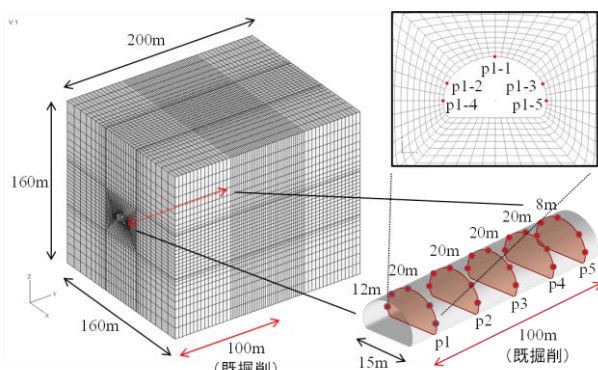 V 1
200m
160m
160m
100m
(既掘削)
Z
Y
X
p1-1
p1-2
p1-3
p1-4
p1-5
8m
20m
20m
20m
20m
12m
p1
p2
p3
p4
p5
15m
100m
(既掘削)